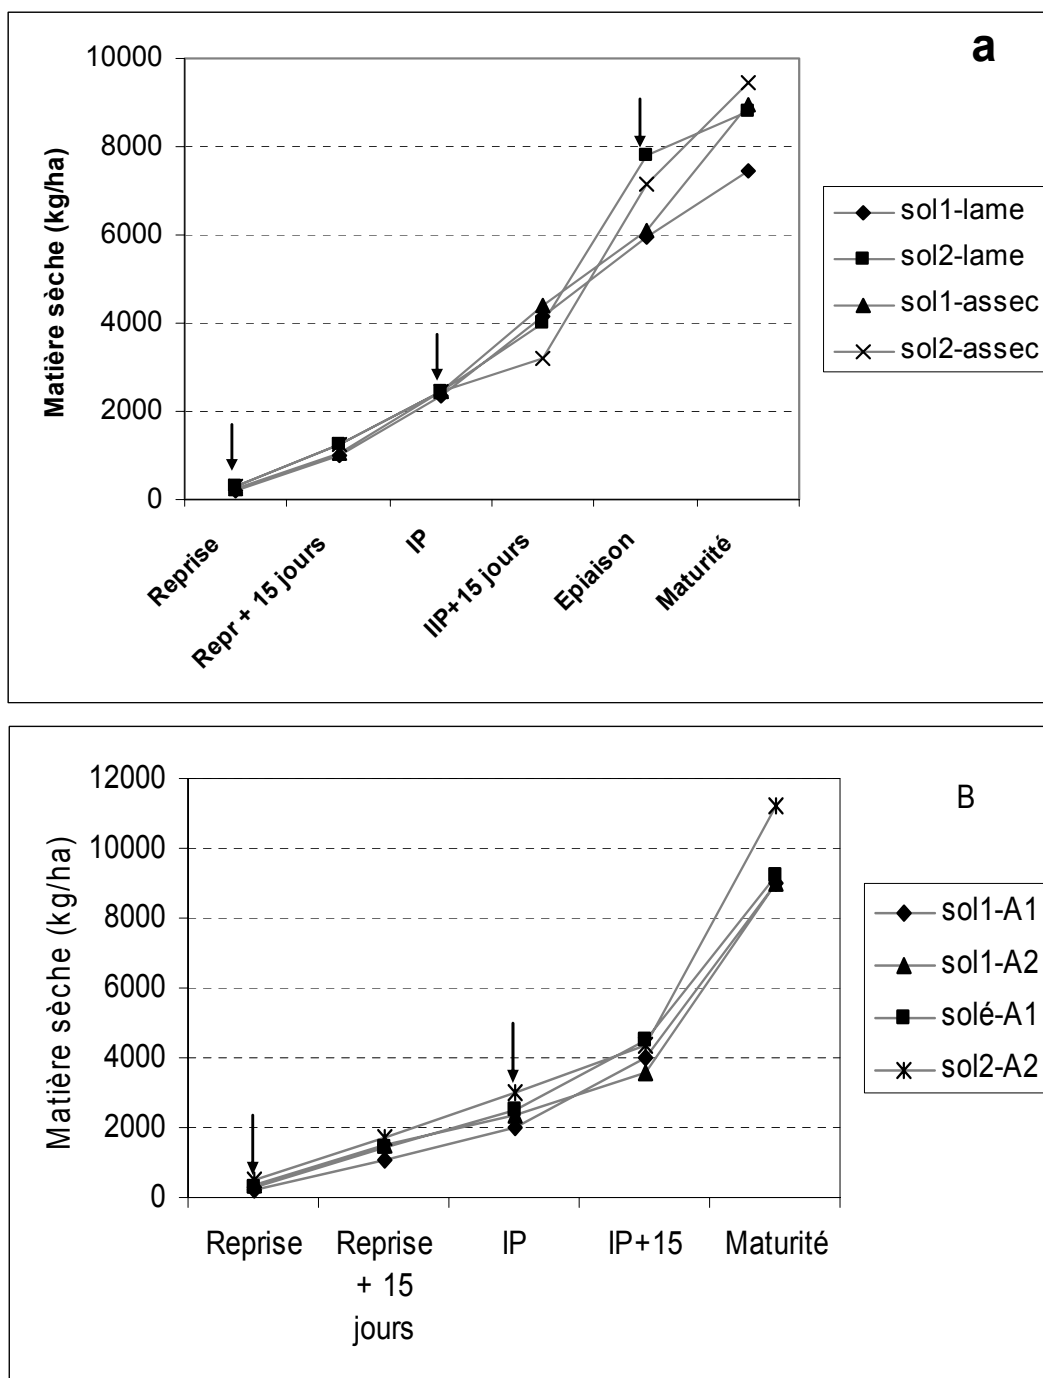 a
Matière sèche (kg/ha)
10000
8000
6000
4000
2000
0
Reprise
Repr + 15 jours
IP
IIP+15 jours
Epiaison
Maturité
sol1-lame
sol2-lame
sol1-assec
sol2-assec
B
Matière sèche (kg/ha)
12000
10000
8000
6000
4000
2000
0
Reprise
Reprise
+ 15
jours
IP
IP+15
Maturité
sol1-A1
sol1-A2
solé-A1
sol2-A2